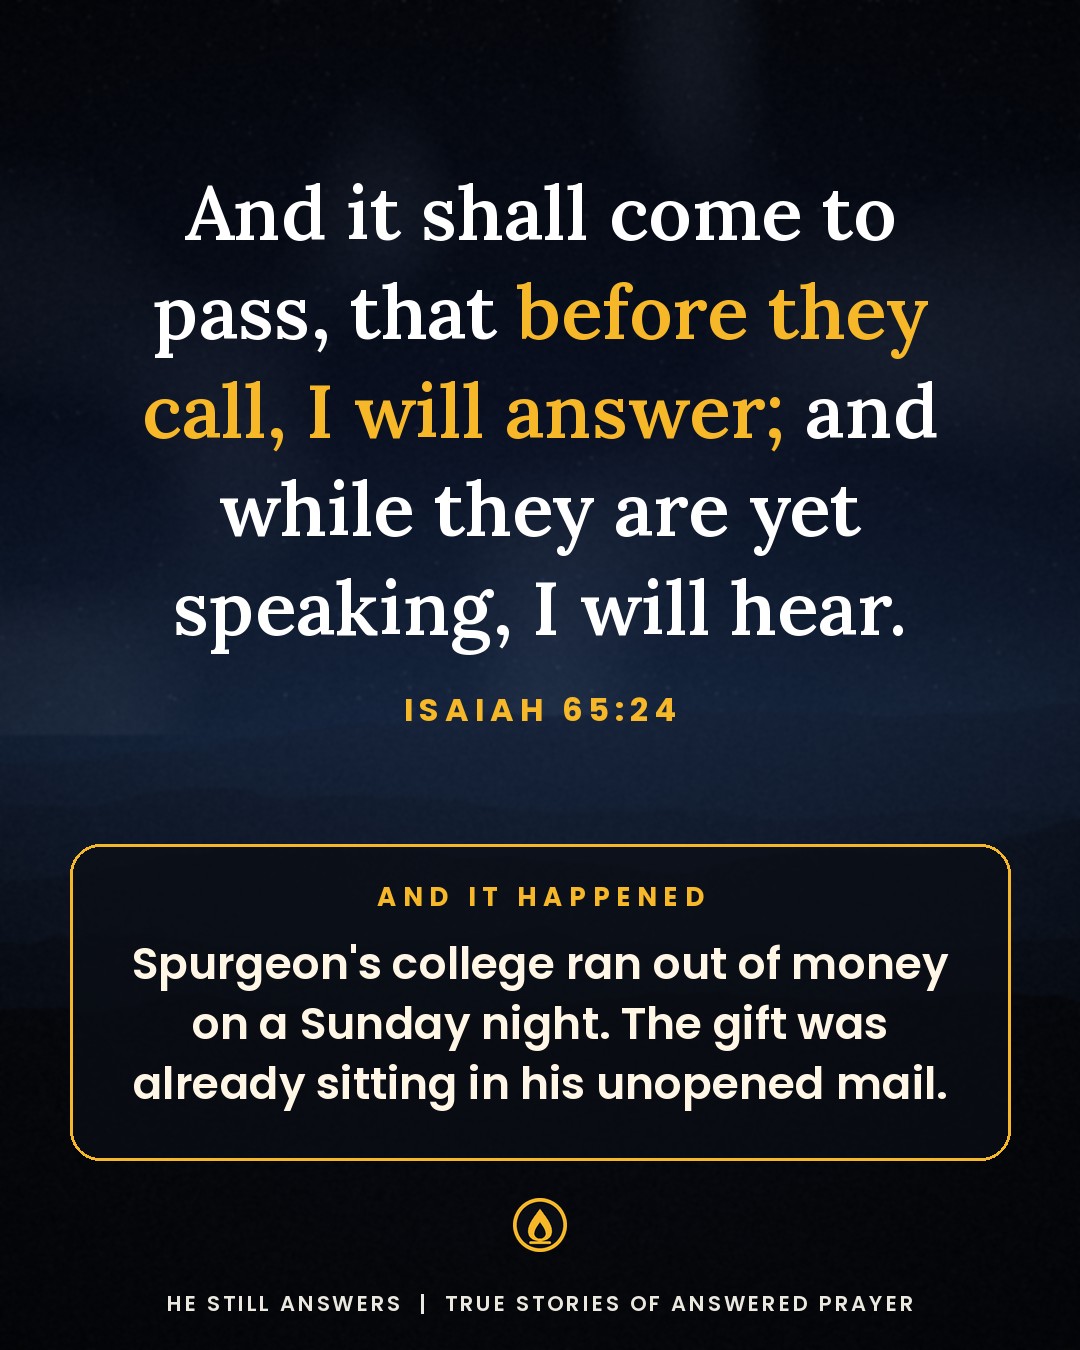 And it shall come to
pass, that before they
call, I will answer; and
while they are yet
speaking, I will hear.
ISAIAH 65:24
AND IT HAPPENED
Spurgeon's college ran out of money
on a Sunday night. The gift was
already sitting in his unopened mail.
HE STILL ANSWERS | TRUE STORIES OF ANSWERED PRAYER